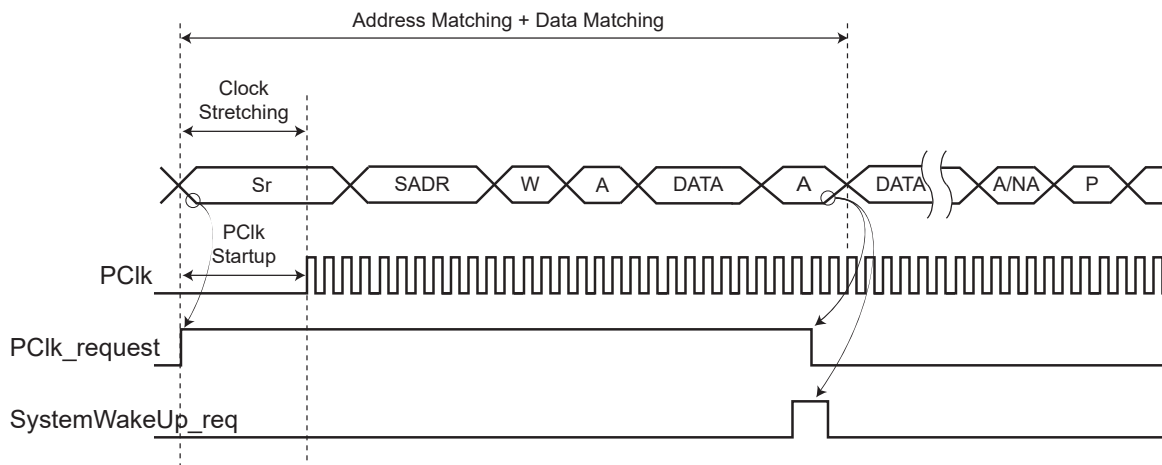 Address Matching + Data Matching
Clock
Stretching
Sr SADR W A DATA A DATA A/NA P
PClk
Startup
PClk
PClk_request
SystemWakeUp_req